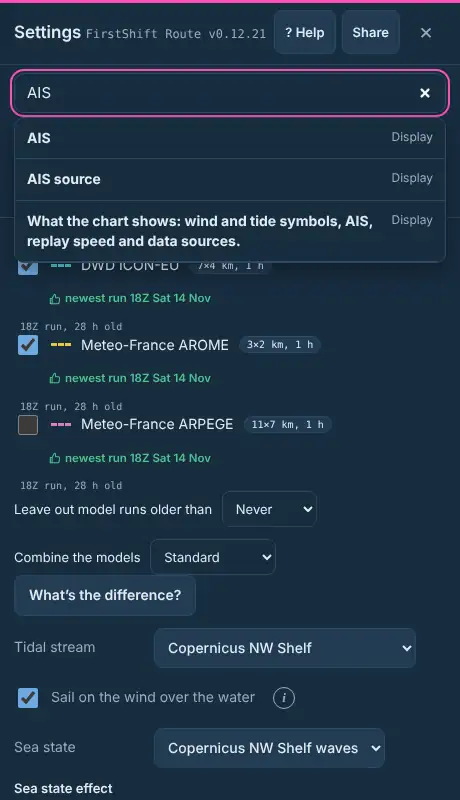 Settings FirstShift Route v0.12.21 ? Help Share ×
AIS ×
AIS Display
AIS source Display
What the chart shows: wind and tide symbols, AIS, Display
replay speed and data sources.
DWD ICON-EU 7×4 km, 1 h
newest run 18Z Sat 14 Nov
18Z run, 28 h old
Meteo-France AROME 3×2 km, 1 h
newest run 18Z Sat 14 Nov
18Z run, 28 h old
Meteo-France ARPEGE 11×7 km, 1 h
newest run 18Z Sat 14 Nov
18Z run, 28 h old
Leave out model runs older than Never
Combine the models Standard
What’s the difference?
Tidal stream Copernicus NW Shelf
Sail on the wind over the water i
Sea state Copernicus NW Shelf waves
Sea state effect